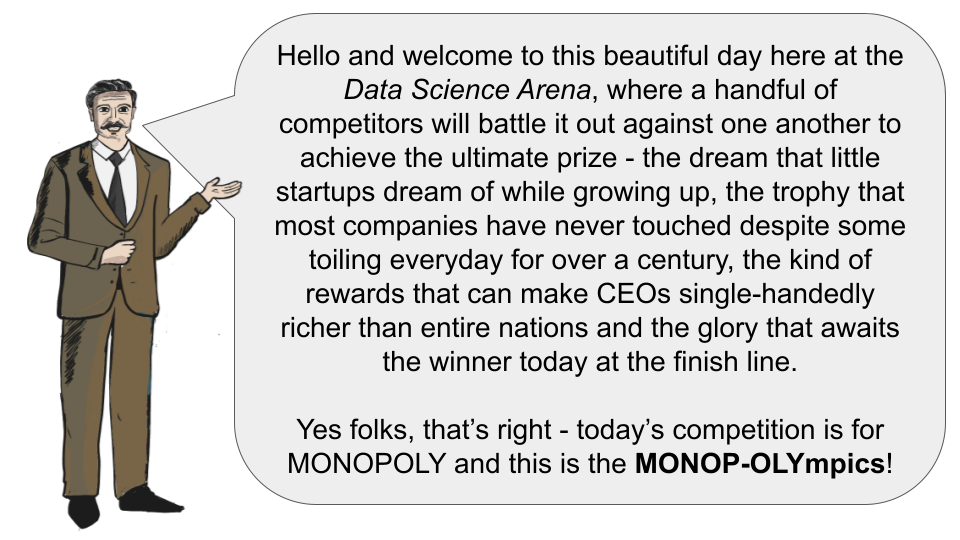 Hello and welcome to this beautiful day here at the
Data Science Arena, where a handful of
competitors will battle it out against one another to
achieve the ultimate prize - the dream that little
startups dream of while growing up, the trophy that
most companies have never touched despite some
toiling everyday for over a century, the kind of
rewards that can make CEOs single-handedly
richer than entire nations and the glory that awaits
the winner today at the finish line.
Yes folks, that’s right - today’s competition is for
MONOPOLY and this is the MONOP-OLYmpics!